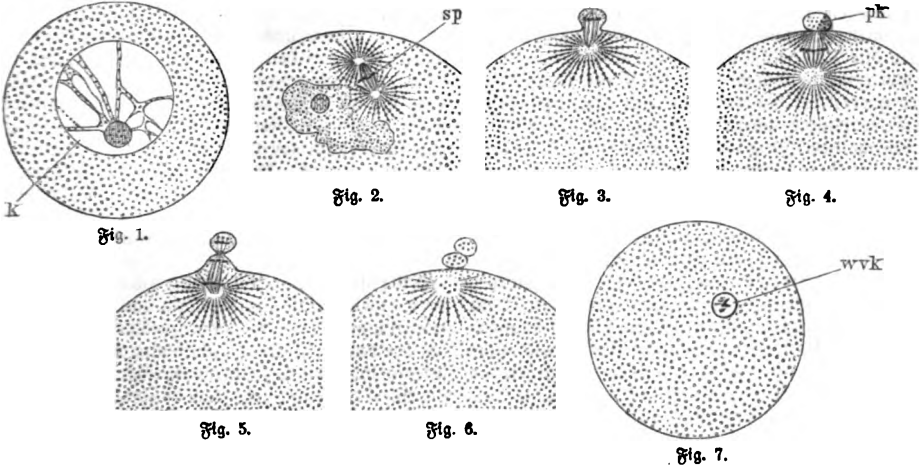 sp
pk
Fig. 2.
Fig. 3.
Fig. 4.
k
Fig. 1.
wvk
Fig. 5.
Fig. 6.
Fig. 7.